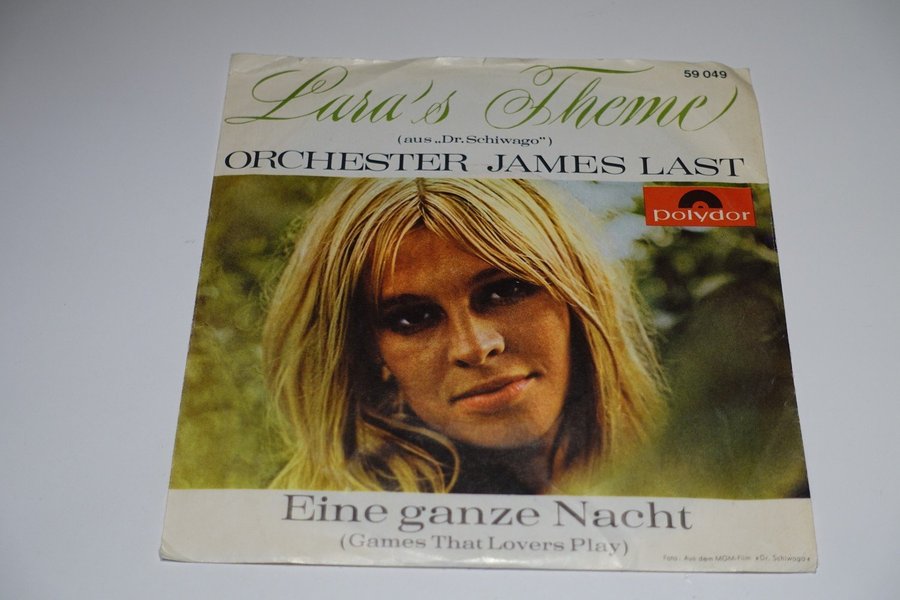 59 049
Lara's Theme
(aus „Dr. Schiwago")
ORCHESTER JAMES LAST
polydor
Eine ganze Nacht
(Games That Lovers Play)
Foto: Aus dem MGM-Film »Dr. Schiwago«